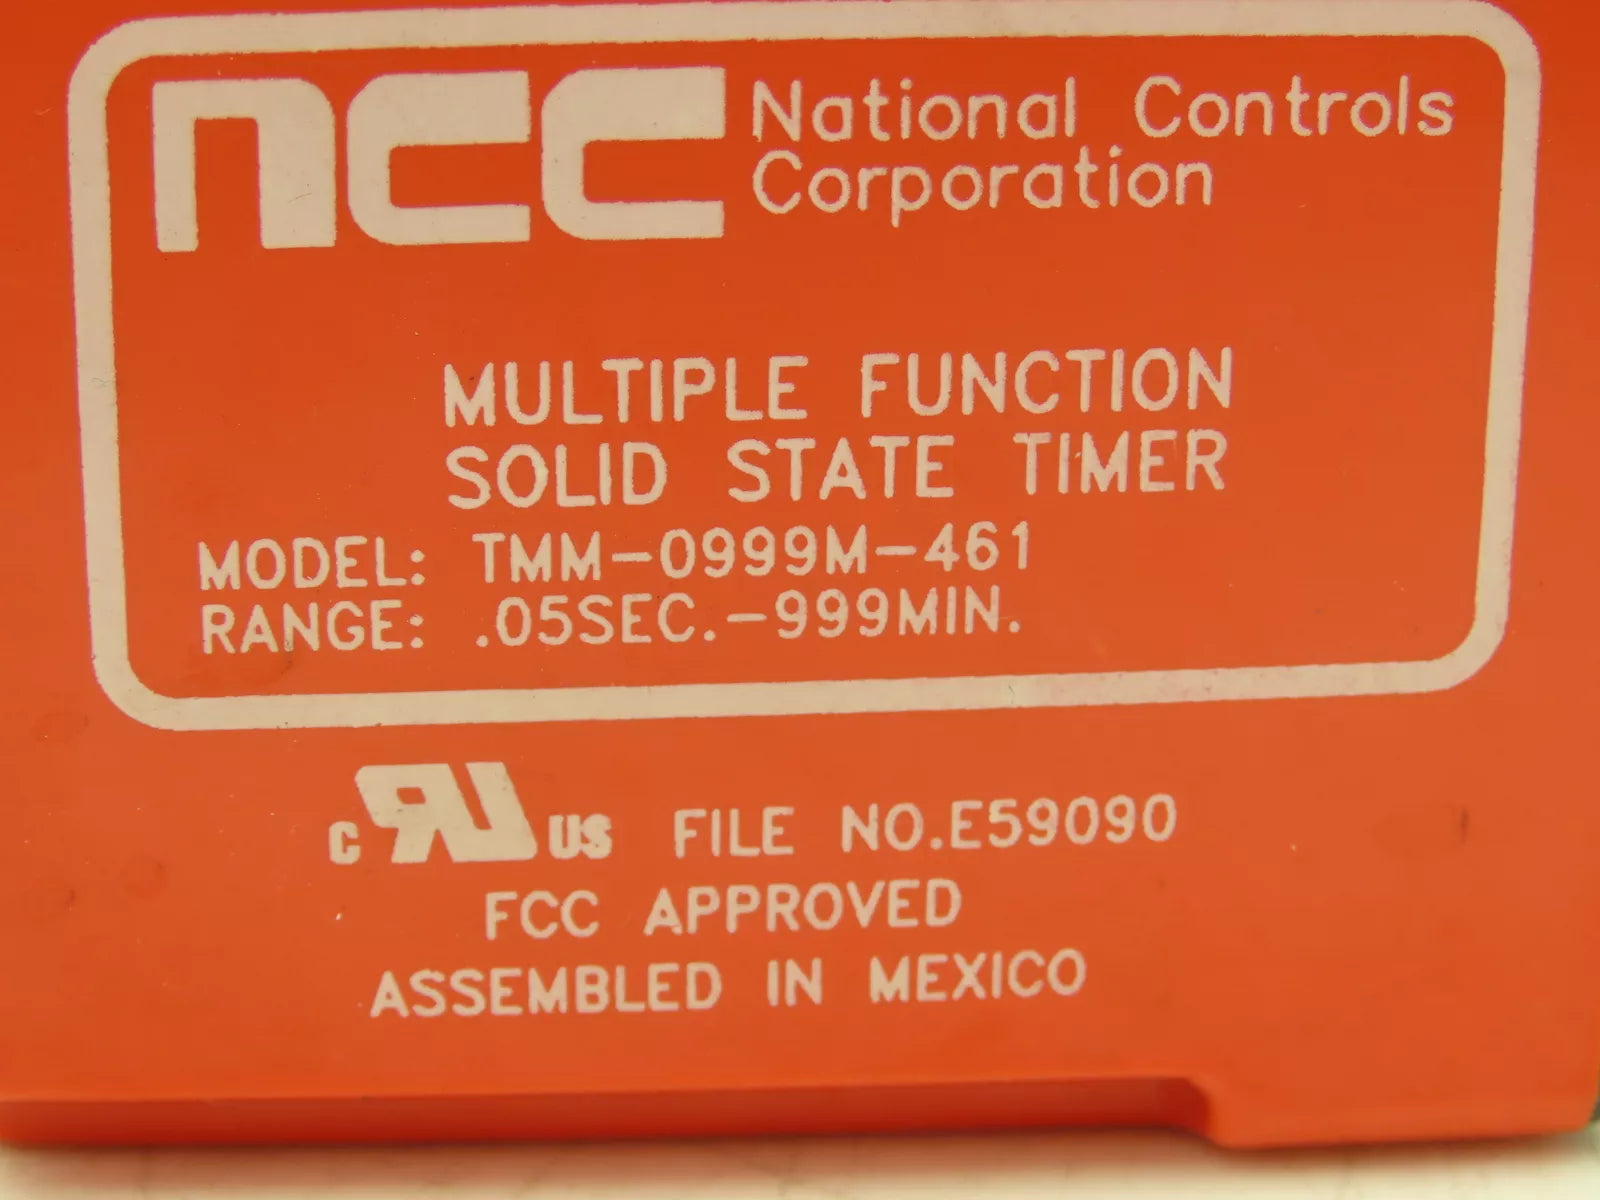 ncc National Controls
Corporation
MULTIPLE FUNCTION
SOLID STATE TIMER
MODEL: TMM-0999M-461
RANGE: .05SEC.-999MIN.
C RU US FILE NO.E59090
FCC APPROVED
ASSEMBLED IN MEXICO